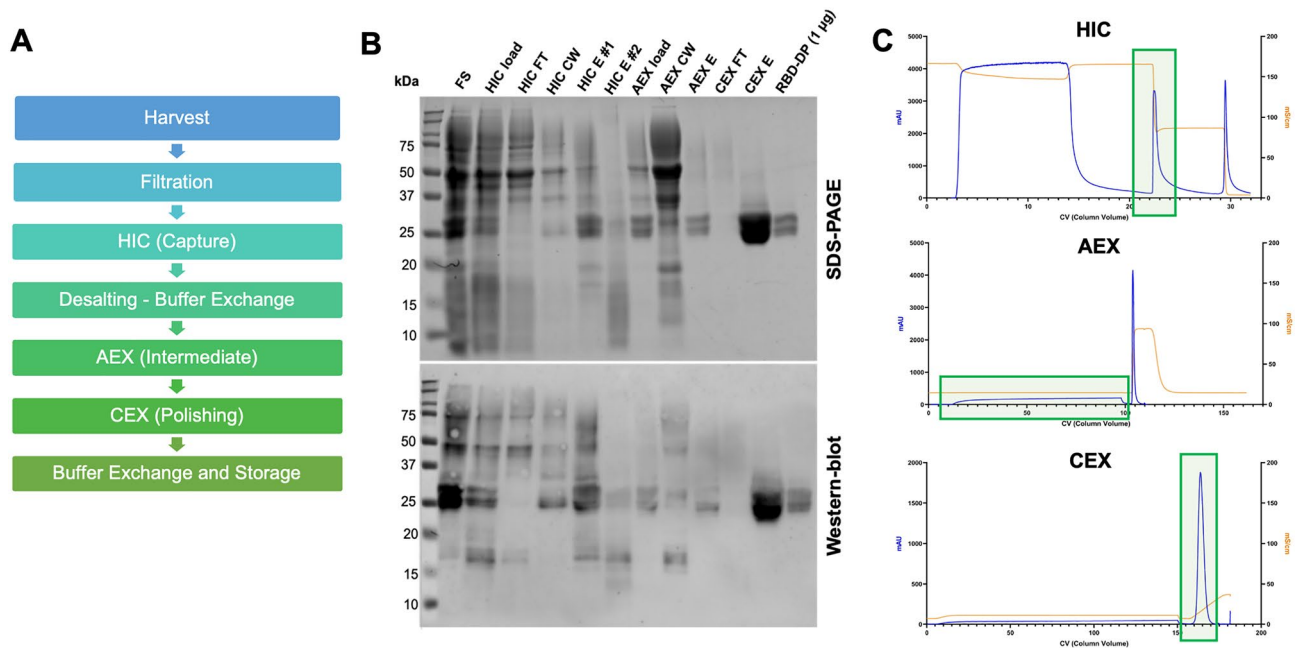 A
Harvest
Filtration
HIC (Capture)
Desalting - Buffer Exchange
AEX (Intermediate)
CEX (Polishing)
Buffer Exchange and Storage
B
kDa
FS
HIC load
HIC FT
HIC CW
HIC E #1
HIC E #2
AEX load
AEX CW
AEX E
CEX FT
CEX E
RBD-DP (1 µg)
75
50
37
25
20
15
10
SDS-PAGE
75
50
37
25
20
15
10
Western-blot
C
HIC
5000
4000
3000
2000
1000
0
mAU
200
150
100
50
0
mS/cm
0
10
20
30
CV (Column Volume)
AEX
5000
4000
3000
2000
1000
0
mAU
200
150
100
50
0
mS/cm
0
50
100
150
CV (Column Volume)
CEX
2000
1500
1000
500
0
mAU
200
150
100
50
0
mS/cm
0
50
100
150
200
CV (Column Volume)